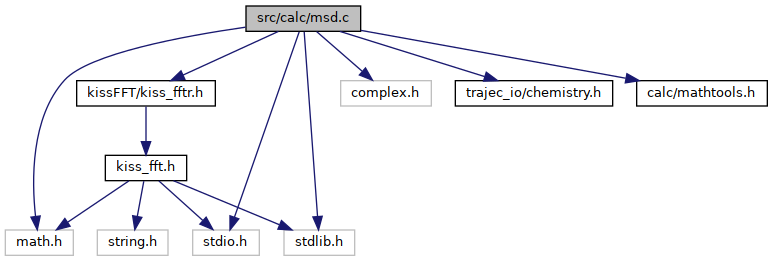 src/calc/msd.c
kissFFT/kiss_fftr.h
complex.h
trajec_io/chemistry.h
calc/mathtools.h
kiss_fft.h
math.h
string.h
stdio.h
stdlib.h